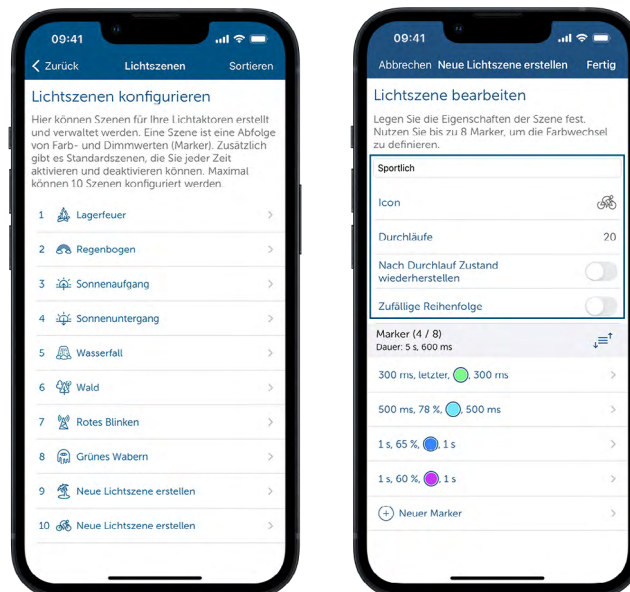 09:41
Zurück
Lichtszenen
Sortieren
Lichtszenen konfigurieren
Hier können Szenen für Ihre Lichtaktoren erstellt
und verwaltet werden. Eine Szene ist eine Abfolge
von Farb- und Dimmwerten (Marker). Zusätzlich
gibt es Standardszenen, die Sie jeder Zeit
aktivieren und deaktivieren können. Maximal
können 10 Szenen konfiguriert werden.
1 Lagerfeuer
2 Regenbogen
3 Sonnenaufgang
4 Sonnenuntergang
5 Wasserfall
6 Wald
7 Rotes Blinken
8 Grünes Wabern
9 Neue Lichtszene erstellen
10 Neue Lichtszene erstellen
09:41
Abbrechen Neue Lichtszene erstellen Fertig
Lichtszene bearbeiten
Legen Sie die Eigenschaften der Szene fest.
Nutzen Sie bis zu 8 Marker, um die Farbwechsel
zu definieren.
Sportlich
Icon
Durchläufe 20
Nach Durchlauf Zustand
wiederherstellen
Zufällige Reihenfolge
Marker (4 / 8)
Dauer: 5 s, 600 ms
300 ms, letzter, , 300 ms
500 ms, 78 %, , 500 ms
1 s, 65 %, , 1 s
1 s, 60 %, , 1 s
Neuer Marker